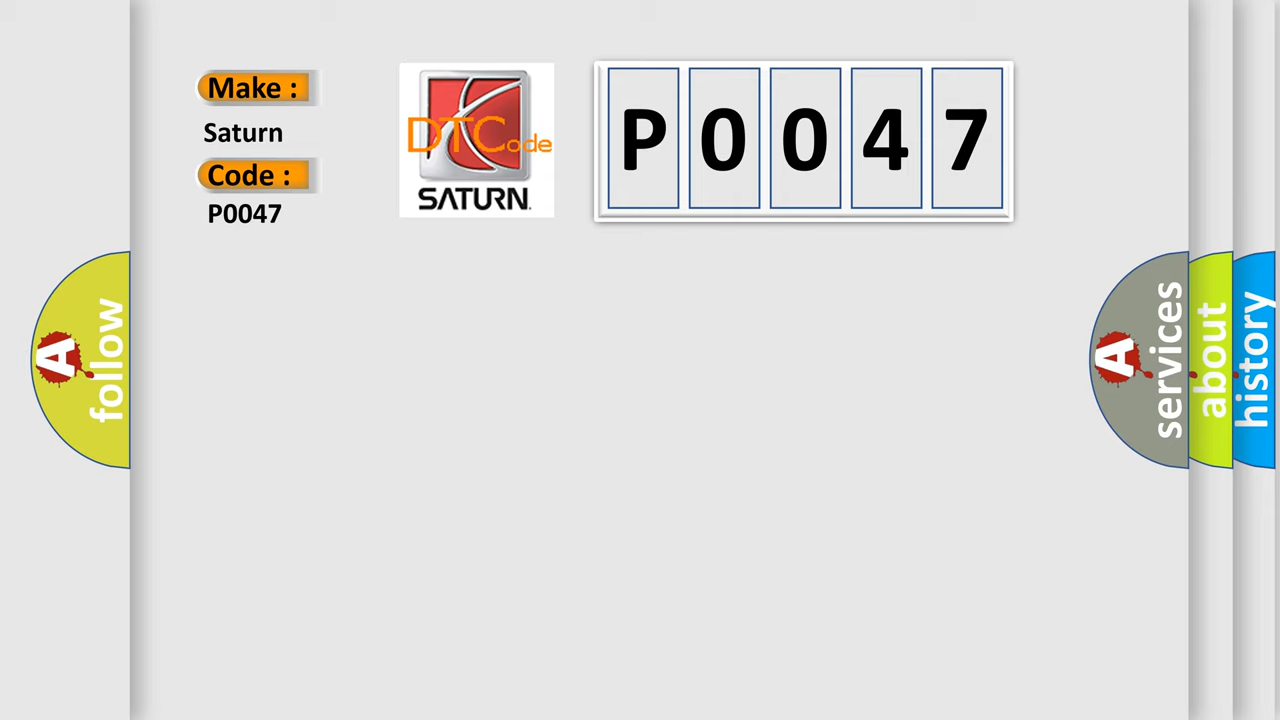 Make :
Saturn
Code :
P0047
DTCode
SATURN
P 0 0 4 7
A follow
A services
about
history